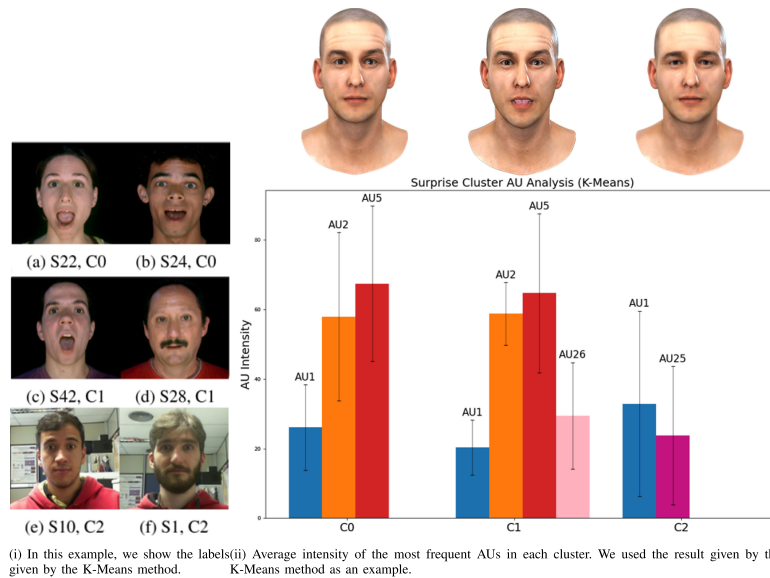 (a) S22, C0 (b) S24, C0
(c) S42, C1 (d) S28, C1
(e) S10, C2 (f) S1, C2
(i) In this example, we show the labels
given by the K-Means method.
Surprise Cluster AU Analysis (K-Means)
AU Intensity
80
60
40
20
0
AU1
AU2
AU5
AU1
AU2
AU5
AU26
AU1
AU25
C0
C1
C2
(ii) Average intensity of the most frequent AUs in each cluster. We used the result given by
K-Means method as an example.